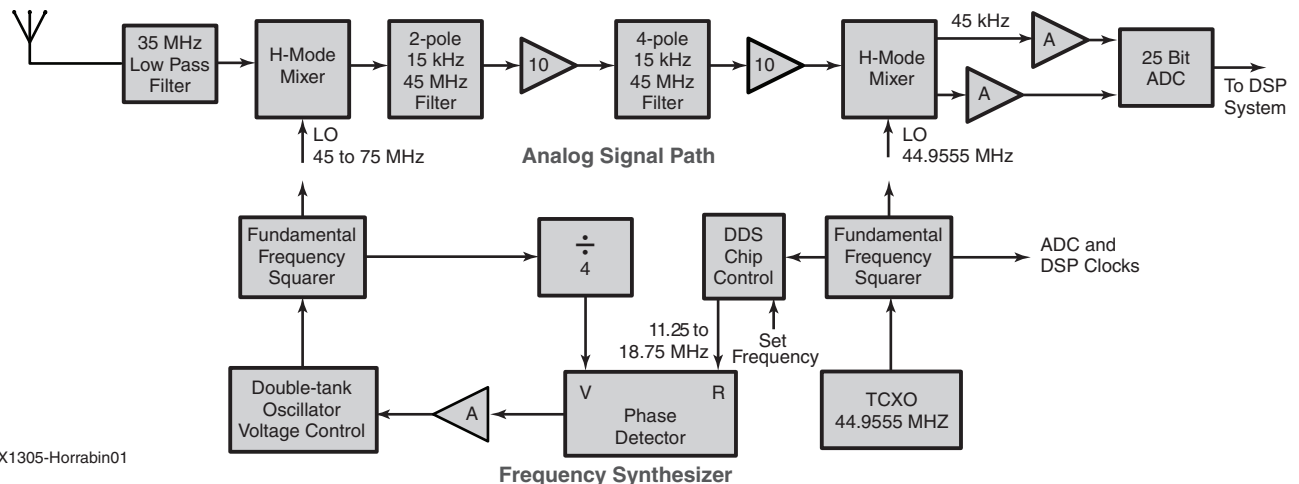 35 MHz
Low Pass
Filter
H-Mode
Mixer
2-pole
15 kHz
45 MHz
Filter
10
4-pole
15 kHz
45 MHz
Filter
10
H-Mode
Mixer
45 kHz
A
A
25 Bit
ADC
To DSP
System
LO
45 to 75 MHz
Analog Signal Path
LO
44.9555 MHz
Fundamental
Frequency
Squarer
÷
4
DDS
Chip
Control
Fundamental
Frequency
Squarer
ADC and
DSP Clocks
11.25 to
18.75 MHz
Set
Frequency
Double-tank
Oscillator
Voltage Control
A
V
R
Phase
Detector
TCXO
44.9555 MHZ
X1305-Horrabin01
Frequency Synthesizer